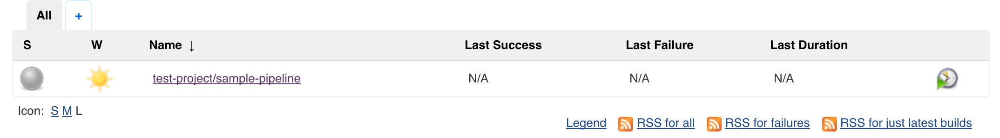 All +
S W Name ↓ Last Success Last Failure Last Duration
test-project/sample-pipeline N/A N/A N/A
Icon: S M L
Legend RSS for all RSS for failures RSS for just latest builds